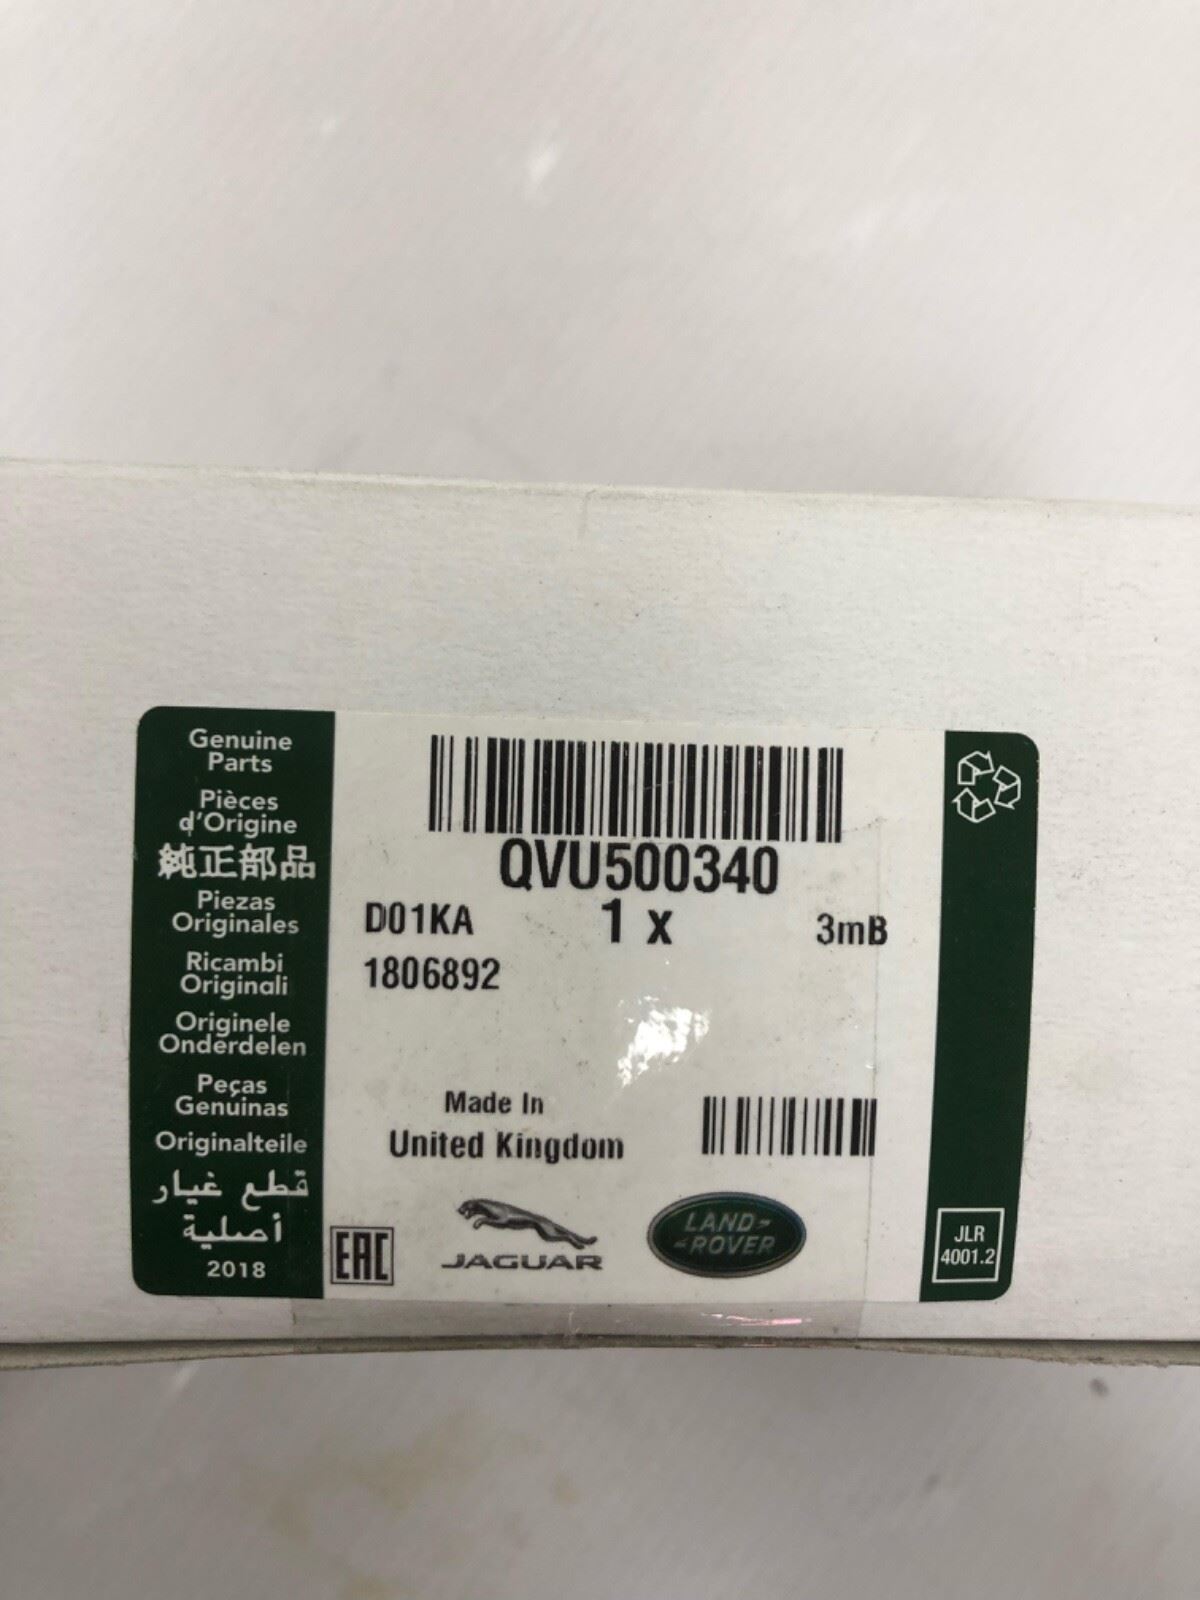 Genuine
Parts
Pièces
d'Origine
純正部品
Piezas
Originales
Ricambi
Originali
Originele
Onderdelen
Peças
Genuinas
Originalteile
قطع غيار
أصلية
2018
QVU500340
D01KA 1 x 3mB
1806892
Made In
United Kingdom
EAC
JAGUAR
LAND-
-ROVER
JLR
4001.2